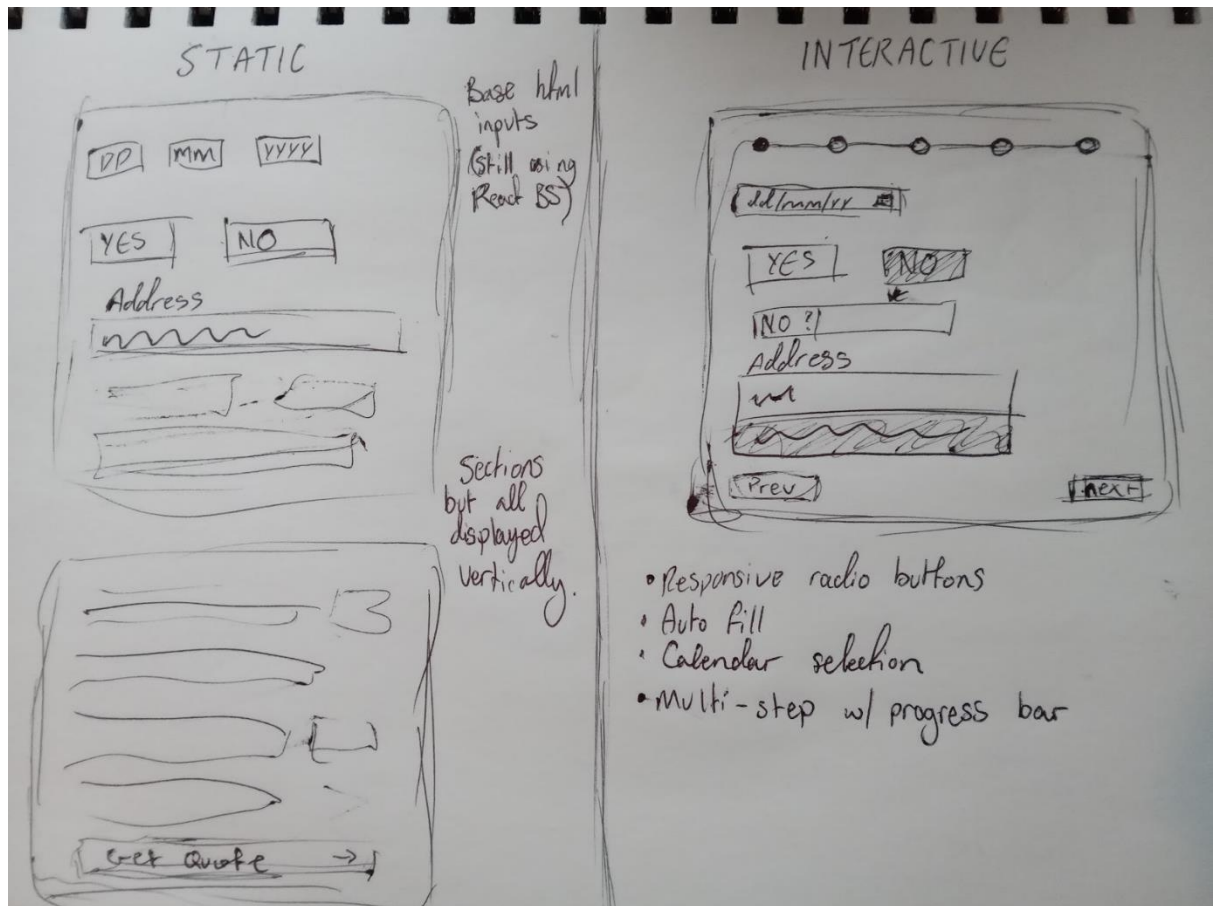 STATIC
DD MM YYYY
YES NO
Address
Get Quote →
Base html
inputs
(still using
React BS)
Sections
but all
displayed
vertically.
INTERACTIVE
dd/mm/yy
YES NO
NO ?
Address
Prev next
• Responsive radio buttons
• Auto fill
• Calendar selection
• Multi-step w/ progress bar